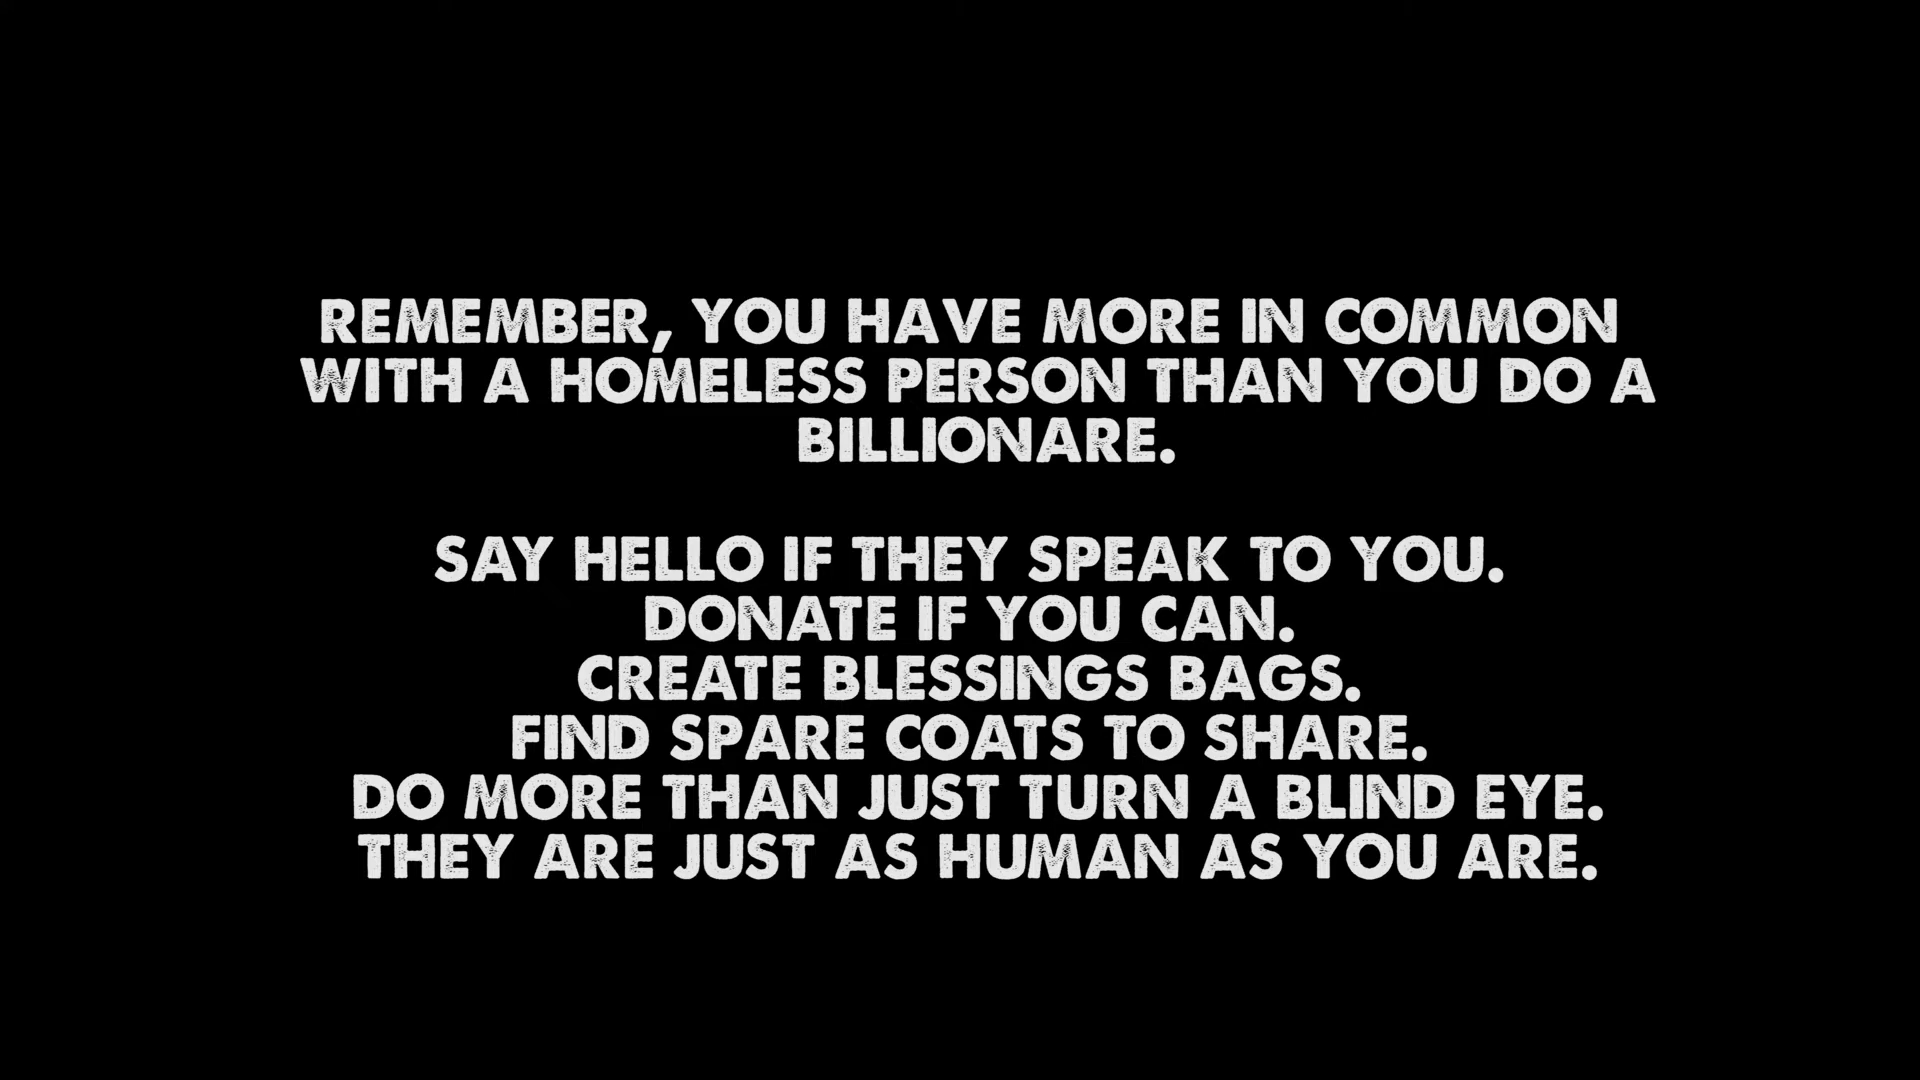 REMEMBER, YOU HAVE MORE IN COMMON
WITH A HOMELESS PERSON THAN YOU DO A
BILLIONARE.
SAY HELLO IF THEY SPEAK TO YOU.
DONATE IF YOU CAN.
CREATE BLESSINGS BAGS.
FIND SPARE COATS TO SHARE.
DO MORE THAN JUST TURN A BLIND EYE.
THEY ARE JUST AS HUMAN AS YOU ARE.